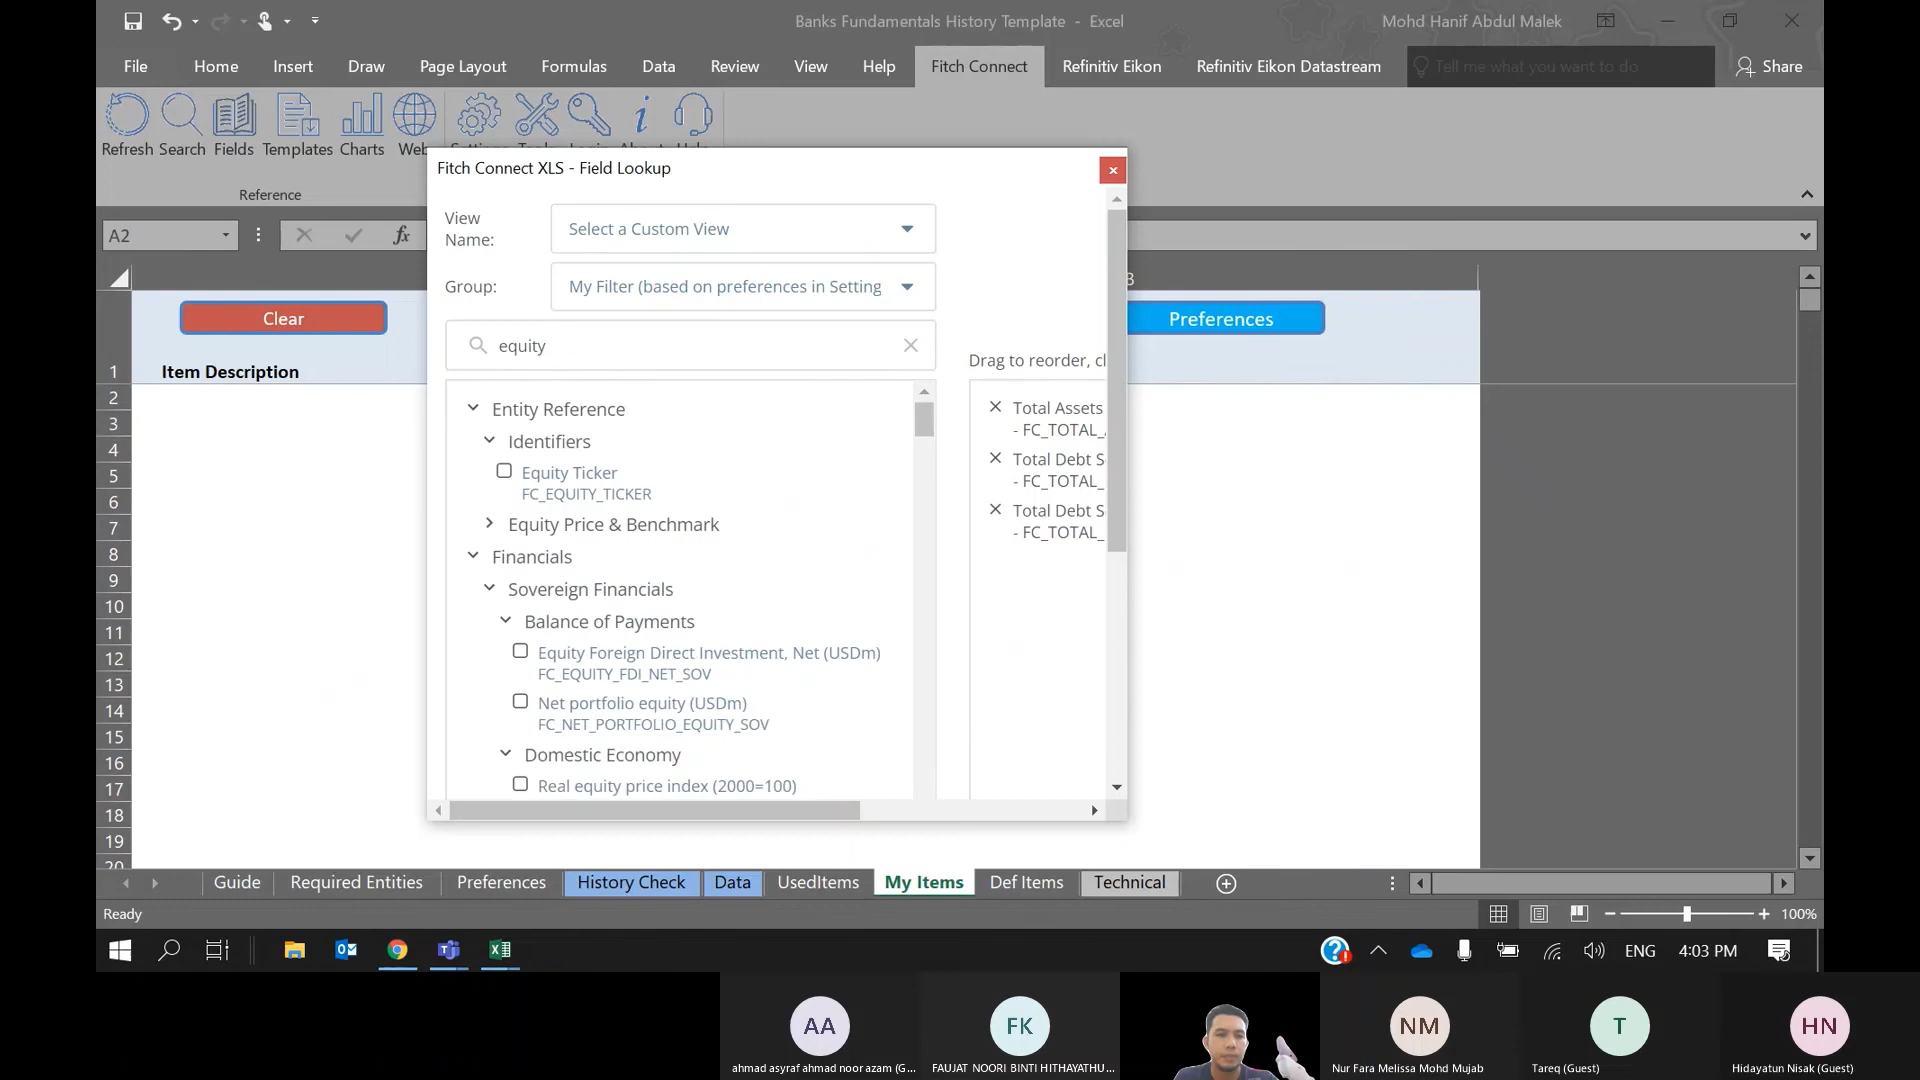 Banks Fundamentals History Template - Excel
Mohd Hanif Abdul Malek
File Home Insert Draw Page Layout Formulas Data Review View Help Fitch Connect Refinitiv Eikon Refinitiv Eikon Datastream Tell me what you want to do Share
Refresh Search Fields Templates Charts Web
Reference
Fitch Connect XLS - Field Lookup
A2
fx
View
Name:
Select a Custom View
Group:
My Filter (based on preferences in Setting
equity
Drag to reorder, cl
Clear
Preferences
Item Description
B
1
2
3
4
5
6
7
8
9
10
11
12
13
14
15
16
17
18
19
20
Entity Reference
Identifiers
Equity Ticker
FC_EQUITY_TICKER
Equity Price & Benchmark
Financials
Sovereign Financials
Balance of Payments
Equity Foreign Direct Investment, Net (USDm)
FC_EQUITY_FDI_NET_SOV
Net portfolio equity (USDm)
FC_NET_PORTFOLIO_EQUITY_SOV
Domestic Economy
Real equity price index (2000=100)
Total Assets
- FC_TOTAL_
Total Debt S
- FC_TOTAL_
Total Debt S
- FC_TOTAL_
Guide Required Entities Preferences History Check Data UsedItems My Items Def Items Technical
Ready
100%
ENG 4:03 PM
AA
FK
NM
T
HN
ahmad asyraf ahmad noor azam (G...
FAUJAT NOORI BINTI HITHAYATHU...
Nur Fara Melissa Mohd Mujab
Tareq (Guest)
Hidayatun Nisak (Guest)